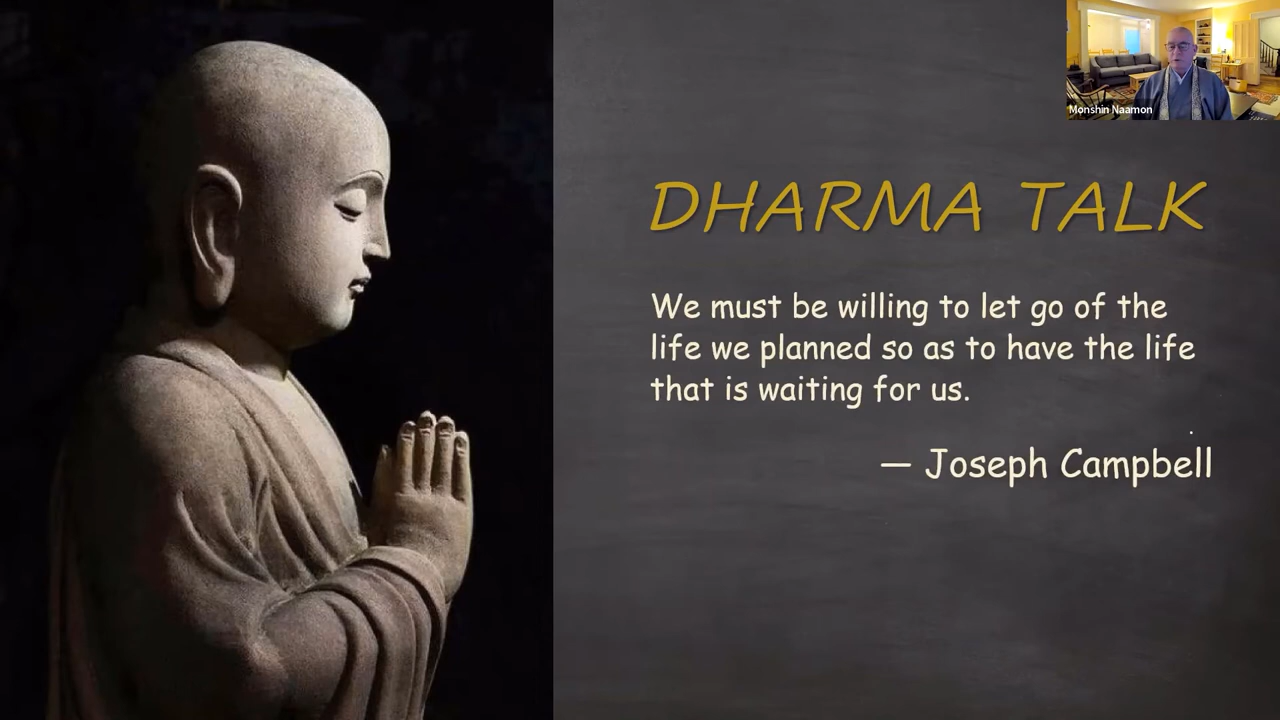 Monshin Naamon
DHARMA TALK
We must be willing to let go of the
life we planned so as to have the life
that is waiting for us.
— Joseph Campbell